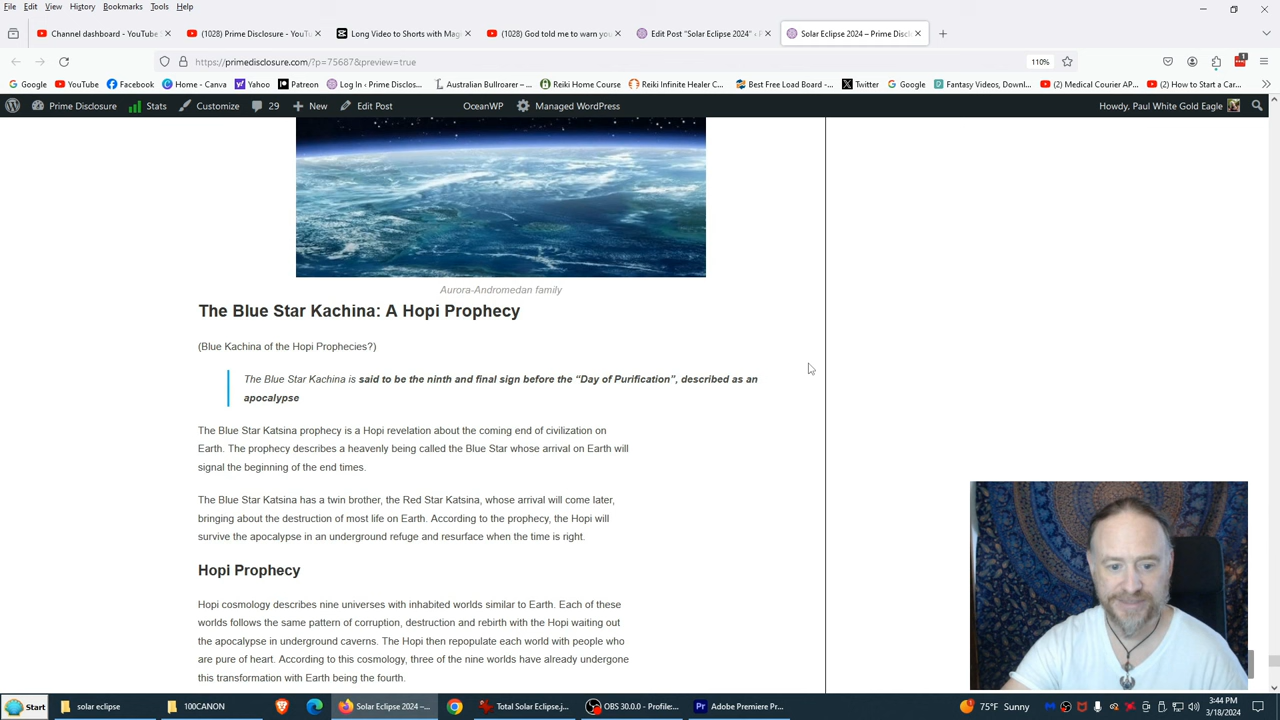 File Edit View History Bookmarks Tools Help
Channel dashboard - YouTube
(1028) Prime Disclosure - YouTu
Long Video to Shorts with Mag
(1028) God told me to warn you
Edit Post "Solar Eclipse 2024" ‹
Solar Eclipse 2024 – Prime Discl
https://primedisclosure.com/?p=75687&preview=true
110%
1
Google YouTube Facebook Home - Canva Yahoo Patreon Log In ‹ Prime Disclos... Australian Bullroarer – ... Reiki Home Course Reiki Infinite Healer C... Best Free Load Board -... Twitter Google Fantasy Videos, Downl... (2) Medical Courier AP... (2) How to Start a Car...
Prime Disclosure Stats Customize 29 New Edit Post OceanWP Managed WordPress Howdy, Paul White Gold Eagle
Aurora-Andromedan family
The Blue Star Kachina: A Hopi Prophecy
(Blue Kachina of the Hopi Prophecies?)
The Blue Star Kachina is said to be the ninth and final sign before the “Day of Purification”, described as an
apocalypse
The Blue Star Katsina prophecy is a Hopi revelation about the coming end of civilization on
Earth. The prophecy describes a heavenly being called the Blue Star whose arrival on Earth will
signal the beginning of the end times.
The Blue Star Katsina has a twin brother, the Red Star Katsina, whose arrival will come later,
bringing about the destruction of most life on Earth. According to the prophecy, the Hopi will
survive the apocalypse in an underground refuge and resurface when the time is right.
Hopi Prophecy
Hopi cosmology describes nine universes with inhabited worlds similar to Earth. Each of these
worlds follows the same pattern of corruption, destruction and rebirth with the Hopi waiting out
the apocalypse in underground caverns. The Hopi then repopulate each world with people who
are pure of heart. According to this cosmology, three of the nine worlds have already undergone
this transformation with Earth being the fourth.
Start solar eclipse 100CANON Solar Eclipse 2024 –... Total Solar Eclipse.j... OBS 30.0.0 - Profile:... Adobe Premiere Pr... 75°F Sunny
3:44 PM
3/18/2024